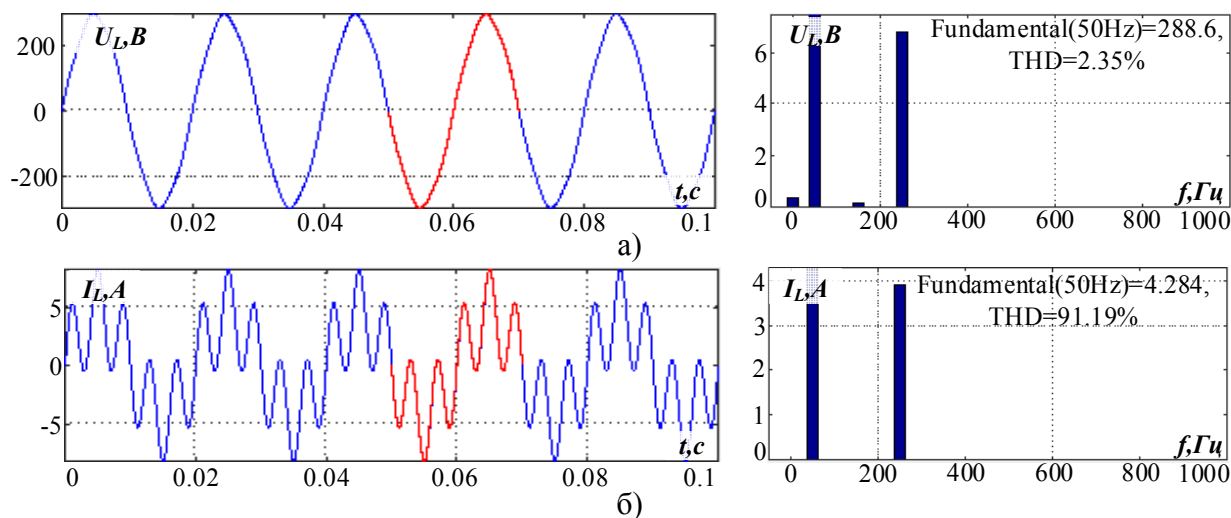 U_L,В
200
0
-200
t,c
0 0.02 0.04 0.06 0.08 0.1
U_L,В
Fundamental(50Hz)=288.6,
THD=2.35%
6
4
2
0
f,Гц
0 200 400 600 800 1000
а)
I_L,А
5
0
-5
t,c
0 0.02 0.04 0.06 0.08 0.1
I_L,А
Fundamental(50Hz)=4.284,
THD=91.19%
4
3
2
1
0
f,Гц
0 200 400 600 800 1000
б)